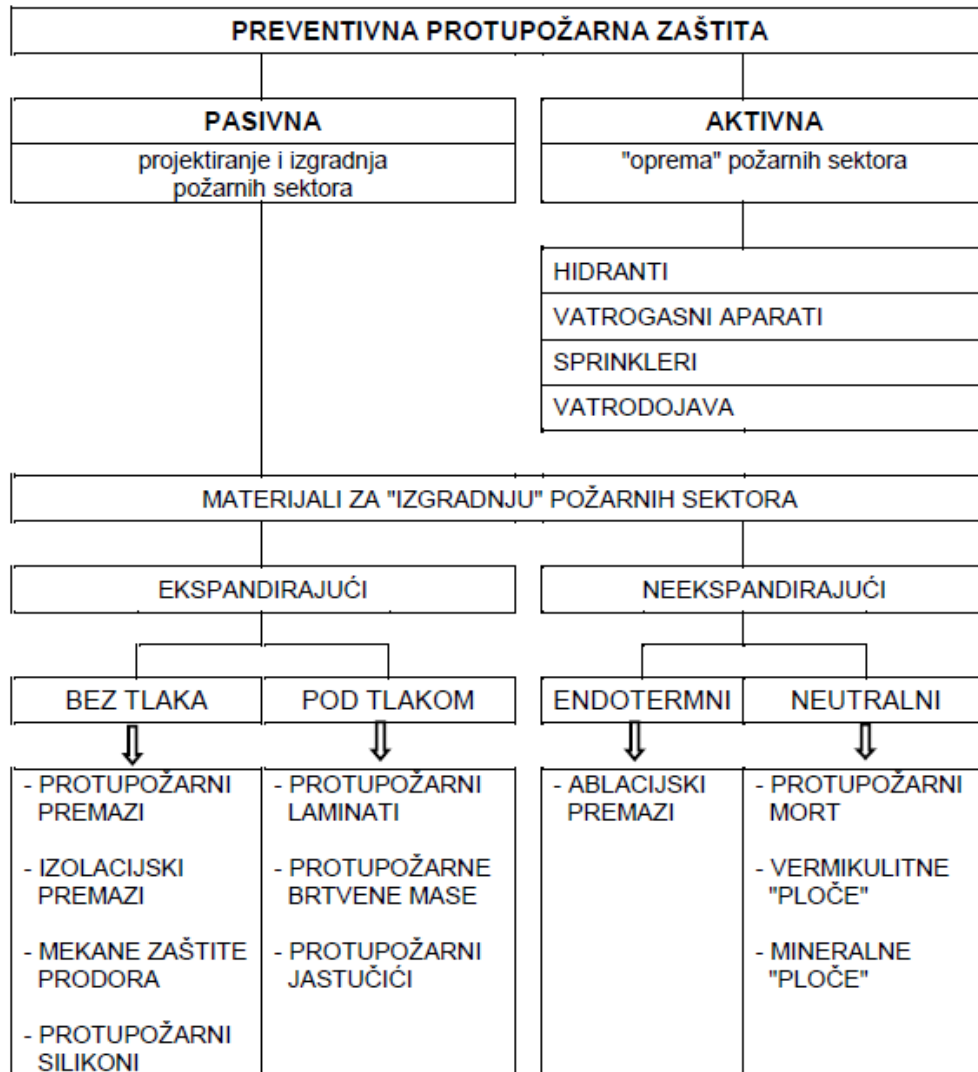 PREVENTIVNA PROTUPOŽARNA ZAŠTITA
PASIVNA
projektiranje i izgradnja
požarnih sektora
AKTIVNA
"oprema" požarnih sektora
HIDRANTI
VATROGASNI APARATI
SPRINKLERI
VATRODOJAVA
MATERIJALI ZA "IZGRADNJU" POŽARNIH SEKTORA
EKSPANDIRAJUĆI
NEEKSPANDIRAJUĆI
BEZ TLAKA
POD TLAKOM
ENDOTERMNI
NEUTRALNI
- PROTUPOŽARNI
PREMAZI
- IZOLACIJSKI
PREMAZI
- MEKANE ZAŠTITE
PRODORA
- PROTUPOŽARNI
SILIKONI
- PROTUPOŽARNI
LAMINATI
- PROTUPOŽARNE
BRTVENE MASE
- PROTUPOŽARNI
JASTUČIĆI
- ABLACIJSKI
PREMAZI
- PROTUPOŽARNI
MORT
- VERMIKULITNE
"PLOČE"
- MINERALNE
"PLOČE"